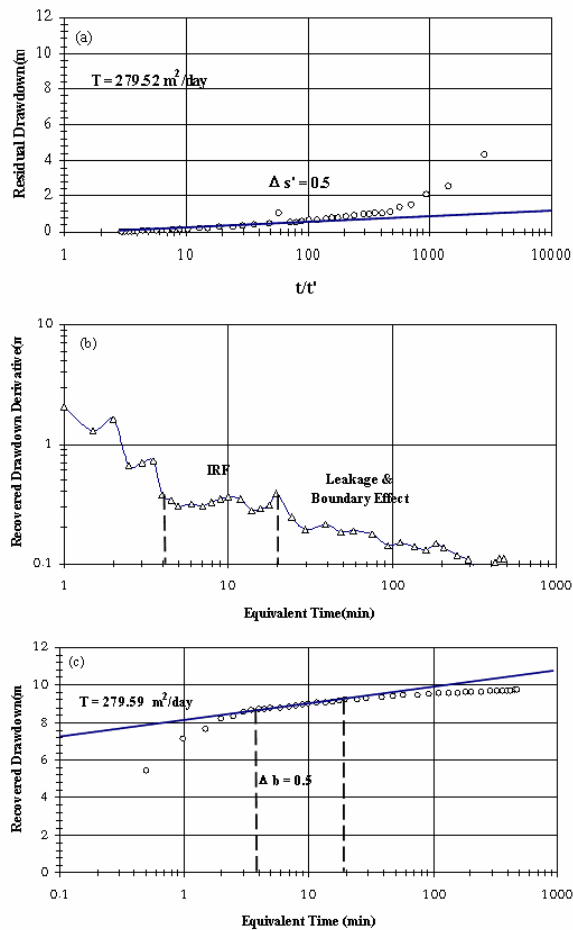 12
(a)
10
T = 279.52 m²/day
8
6
4
Δ s' = 0.5
2
0
1 10 100 1000 10000
t/t'
Residual Drawdown(m
10
(b)
1
IRF
Leakage &
Boundary Effect
0.1
1 10 100 1000
Equivalent Time(min)
Recovered Drawdown Derivative(m
12
(c)
10
T = 279.59 m²/day
8
6
Δ b = 0.5
4
2
0
0.1 1 10 100 1000
Equivalent Time (min)
Recovered Drawdown(m